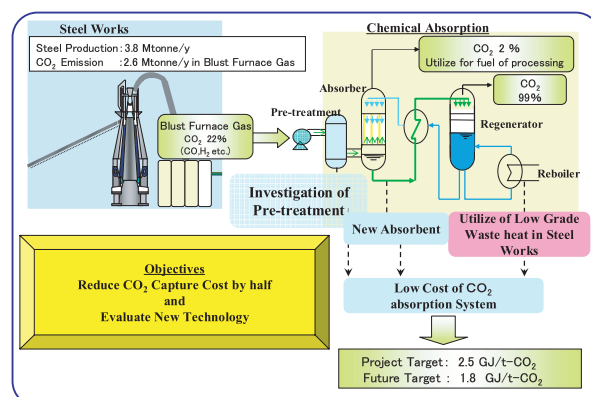 Steel Works
Steel Production: 3.8 Mtonne/y
CO2 Emission : 2.6 Mtonne/y in Blust Furnace Gas
Chemical Absorption
CO2 2 %
Utilize for fuel of processing
CO2
99%
Absorber
Pre-treatment
Blust Furnace Gas
CO2 22%
(CO,H2 etc.)
Regenerator
Reboiler
Investigation of
Pre-treatment
New Absorbent
Utilize of Low Grade
Waste heat in Steel
Works
Objectives
Reduce CO2 Capture Cost by half
and
Evaluate New Technology
Low Cost of CO2
absorption System
Project Target: 2.5 GJ/t-CO2
Future Target : 1.8 GJ/t-CO2